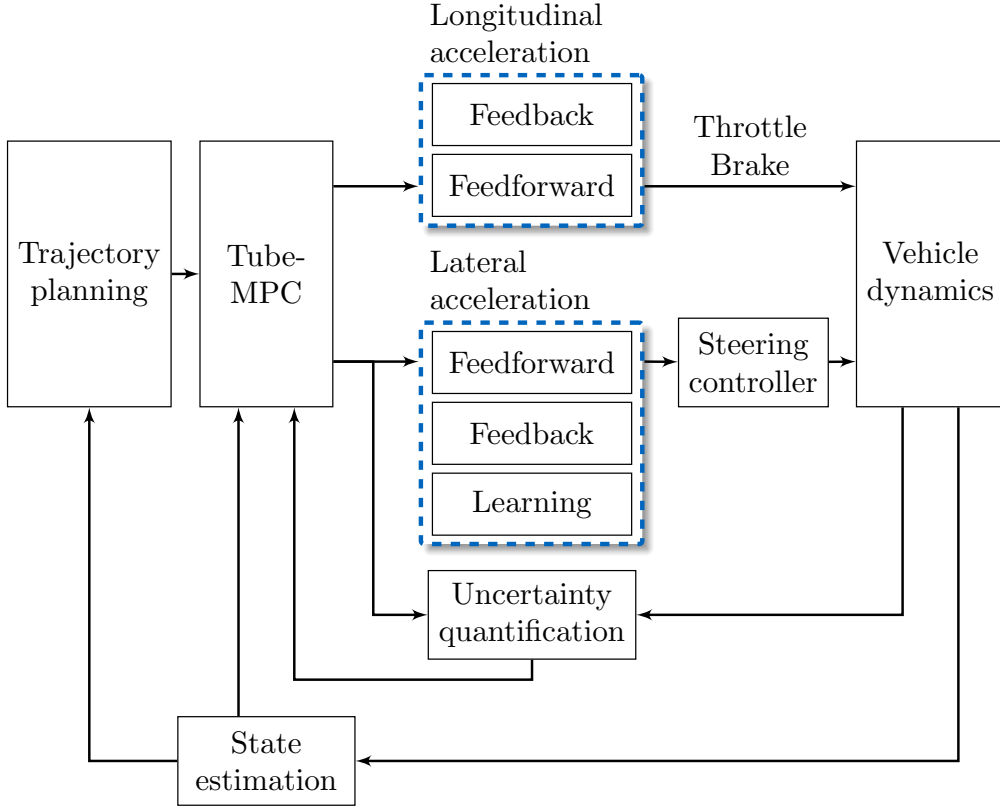 Longitudinal
acceleration
Feedback
Feedforward
Throttle
Brake
Trajectory
planning
Tube-
MPC
Vehicle
dynamics
Lateral
acceleration
Feedforward
Feedback
Learning
Steering
controller
Uncertainty
quantification
State
estimation